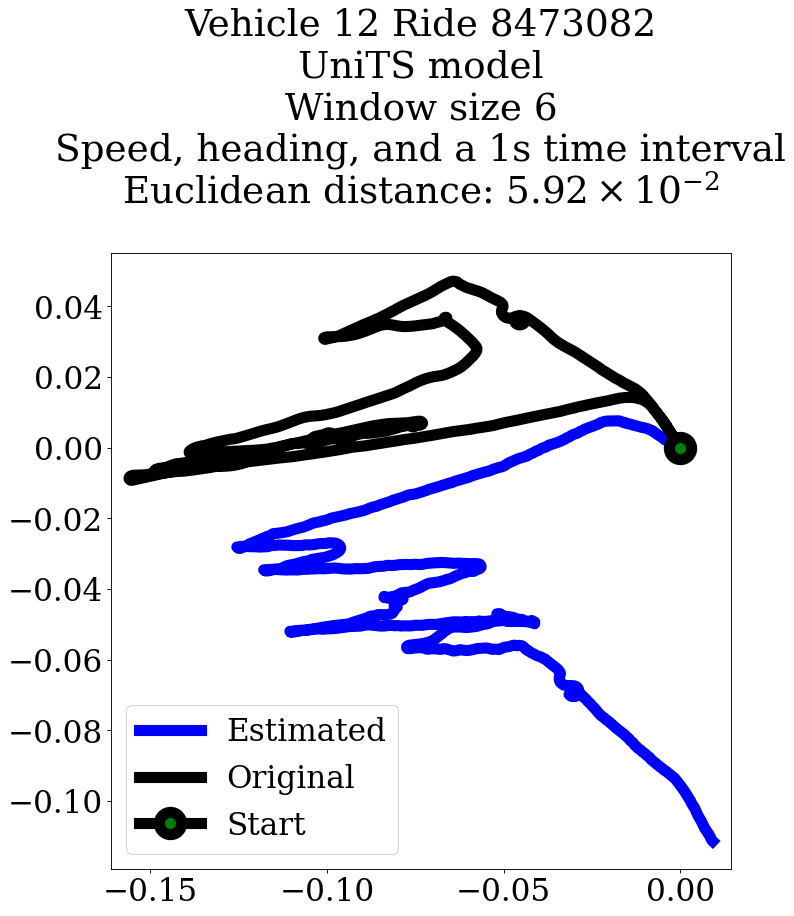 Vehicle 12 Ride 8473082
UniTS model
Window size 6
Speed, heading, and a 1s time interval
Euclidean distance: 5.92 × 10⁻²
0.04
0.02
0.00
−0.02
−0.04
−0.06
−0.08
−0.10
Estimated
Original
Start
−0.15
−0.10
−0.05
0.00